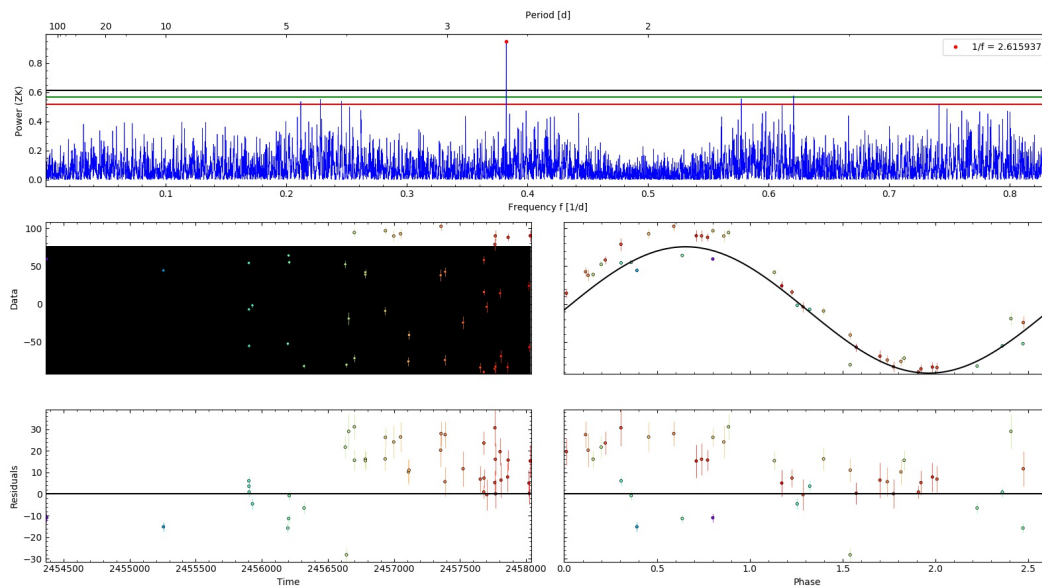 Period [d]
100 20 10 5 4 3 2
1/f = 2.615937
Power (ZK)
0.8
0.6
0.4
0.2
0.0
0.1 0.2 0.3 0.4 0.5 0.6 0.7 0.8
Frequency f [1/d]
Data
100
50
0
−50
Residuals
30
20
10
0
−10
−20
−30
2454500 2455000 2455500 2456000 2456500 2457000 2457500 2458000
Time
0.0 0.5 1.0 1.5 2.0 2.5
Phase